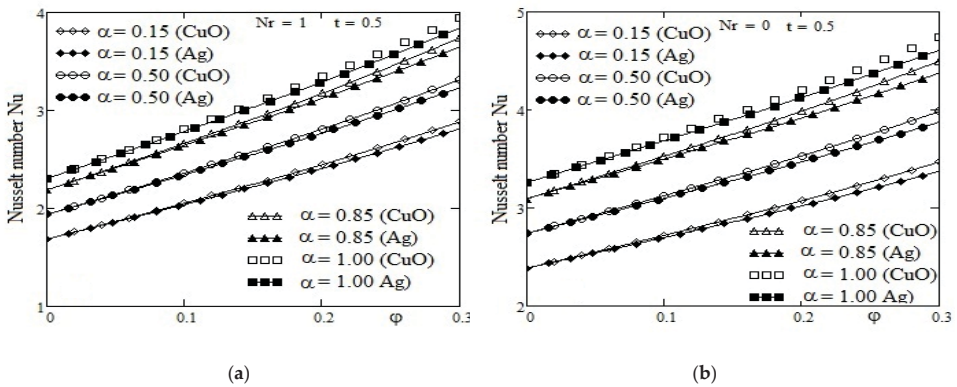 4
α = 0.15 (CuO)
Nr = 1 t = 0.5
α = 0.15 (Ag)
α = 0.50 (CuO)
α = 0.50 (Ag)
3
Nusselt number Nu
2
α = 0.85 (CuO)
α = 0.85 (Ag)
α = 1.00 (CuO)
α = 1.00 Ag)
1
0 0.1 0.2 φ 0.3
(a)
5
α = 0.15 (CuO)
Nr = 0 t = 0.5
α = 0.15 (Ag)
α = 0.50 (CuO)
α = 0.50 (Ag)
4
Nusselt number Nu
3
α = 0.85 (CuO)
α = 0.85 (Ag)
α = 1.00 (CuO)
α = 1.00 Ag)
2
0 0.1 0.2 φ 0.3
(b)